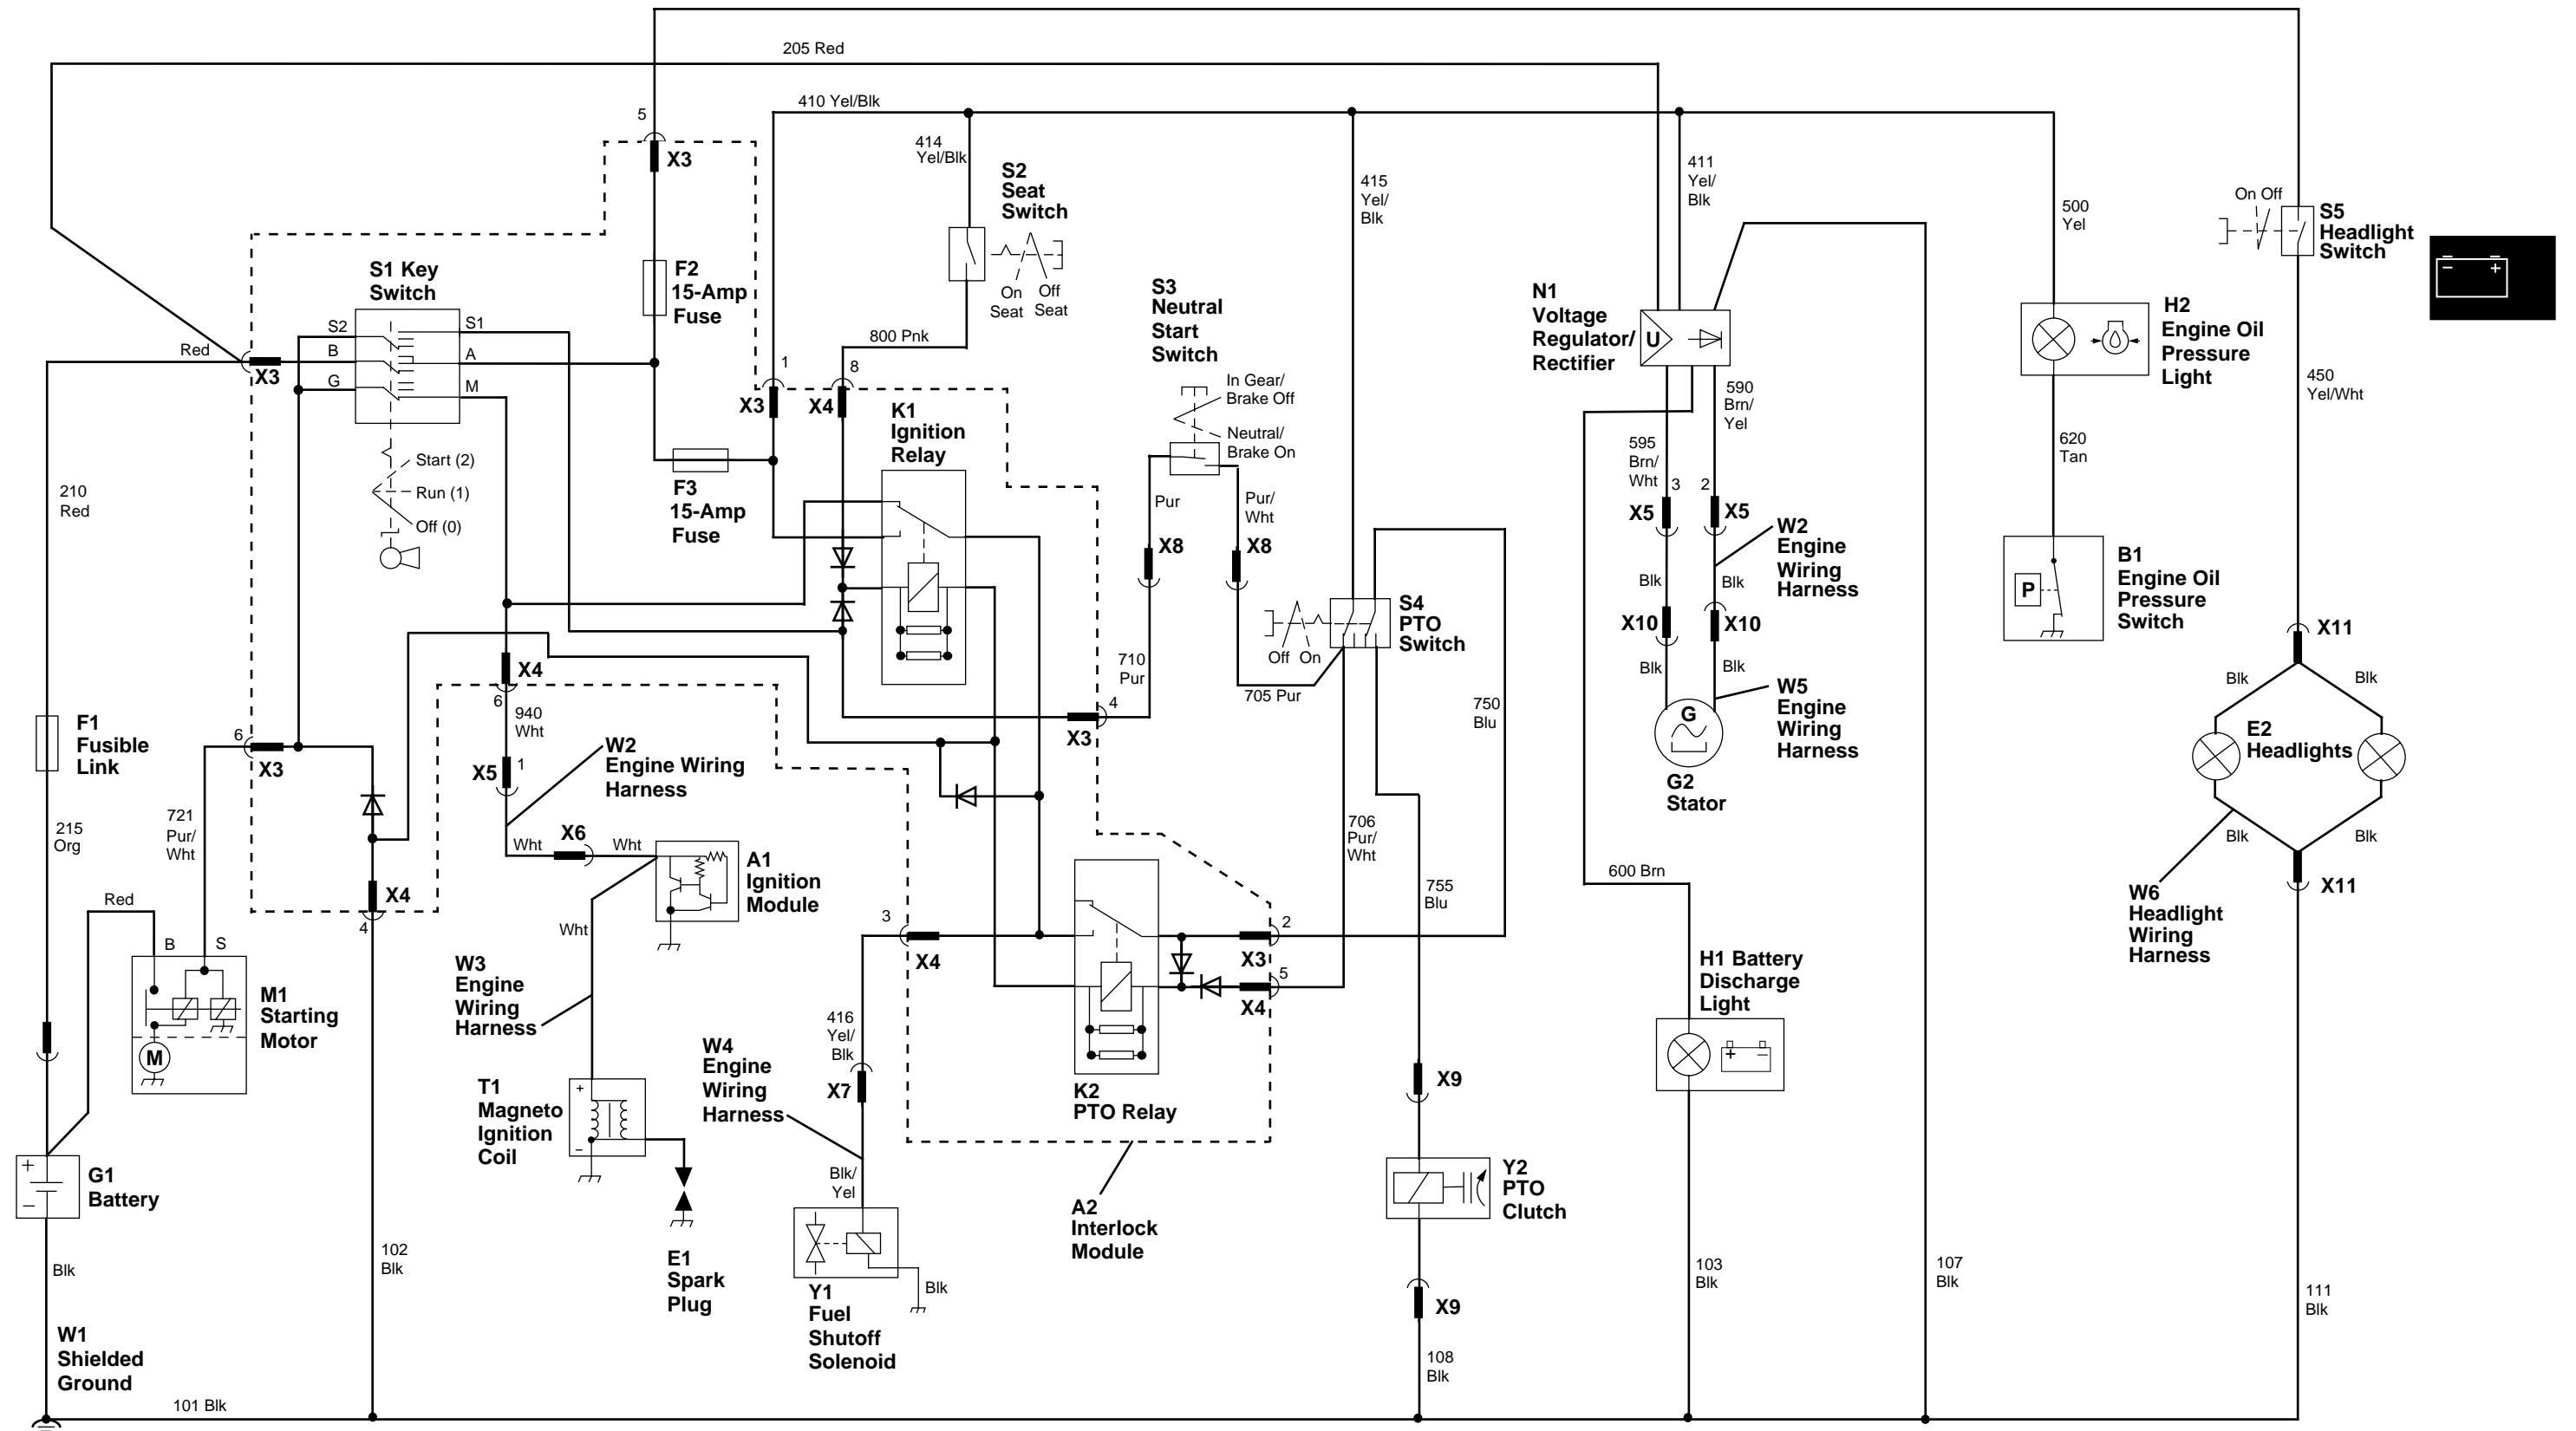 205 Red
5
X3
410 Yel/Blk
414
Yel/Blk
S2
Seat
Switch
On
Seat
Off
Seat
800 Pnk
415
Yel/
Blk
411
Yel/
Blk
500
Yel
On Off
S5
Headlight
Switch
- +
S1 Key
Switch
S2
B
G
S1
A
M
Start (2)
Run (1)
Off (0)
Red
X3
F2
15-Amp
Fuse
1
X3
8
X4
K1
Ignition
Relay
F3
15-Amp
Fuse
S3
Neutral
Start
Switch
In Gear/
Brake Off
Neutral/
Brake On
Pur
Pur/
Wht
X8
X8
N1
Voltage
Regulator/
Rectifier
U
590
Brn/
Yel
595
Brn/
Wht
3
2
X5
X5
W2
Engine
Wiring
Harness
Blk
Blk
X10
X10
Blk
Blk
W5
Engine
Wiring
Harness
G
G2
Stator
H2
Engine Oil
Pressure
Light
620
Tan
P
B1
Engine Oil
Pressure
Switch
450
Yel/Wht
X11
Blk
Blk
E2
Headlights
Blk
Blk
X11
W6
Headlight
Wiring
Harness
S4
PTO
Switch
Off On
705 Pur
710
Pur
4
X3
750
Blu
706
Pur/
Wht
755
Blu
210
Red
F1
Fusible
Link
215
Org
6
X3
721
Pur/
Wht
X4
4
X4
6
940
Wht
X5
1
W2
Engine Wiring
Harness
Wht
X6
Wht
A1
Ignition
Module
Wht
W3
Engine
Wiring
Harness
Red
B
S
M
M1
Starting
Motor
T1
Magneto
Ignition
Coil
+
-
E1
Spark
Plug
3
X4
416
Yel/
Blk
X7
W4
Engine
Wiring
Harness
Blk/
Yel
Y1
Fuel
Shutoff
Solenoid
Blk
2
X3
5
X4
K2
PTO Relay
A2
Interlock
Module
X9
Y2
PTO
Clutch
X9
108
Blk
600 Brn
H1 Battery
Discharge
Light
+ -
103
Blk
107
Blk
111
Blk
+
-
G1
Battery
Blk
W1
Shielded
Ground
102
Blk
101 Blk